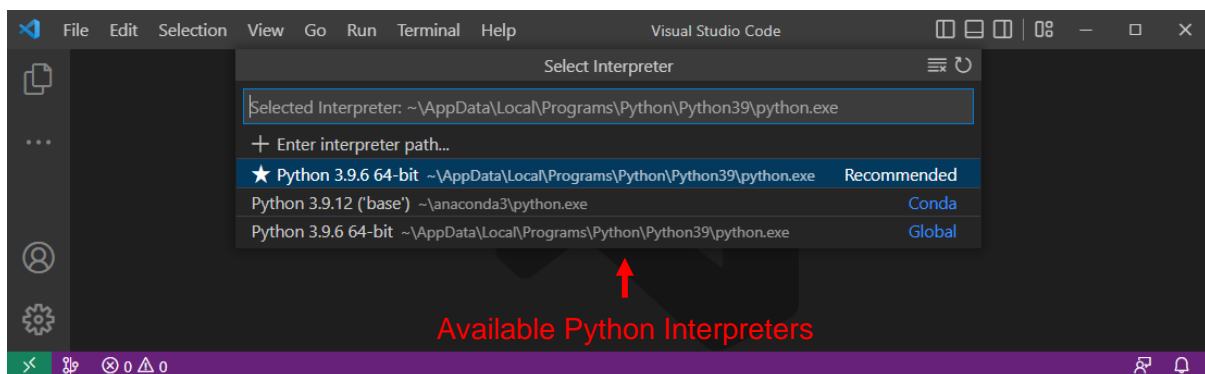 File Edit Selection View Go Run Terminal Help Visual Studio Code
Select Interpreter
Selected Interpreter: ~\AppData\Local\Programs\Python\Python39\python.exe
+ Enter interpreter path...
★ Python 3.9.6 64-bit ~\AppData\Local\Programs\Python\Python39\python.exe Recommended
Python 3.9.12 ('base') ~\anaconda3\python.exe Conda
Python 3.9.6 64-bit ~\AppData\Local\Programs\Python\Python39\python.exe Global
Available Python Interpreters
0 0